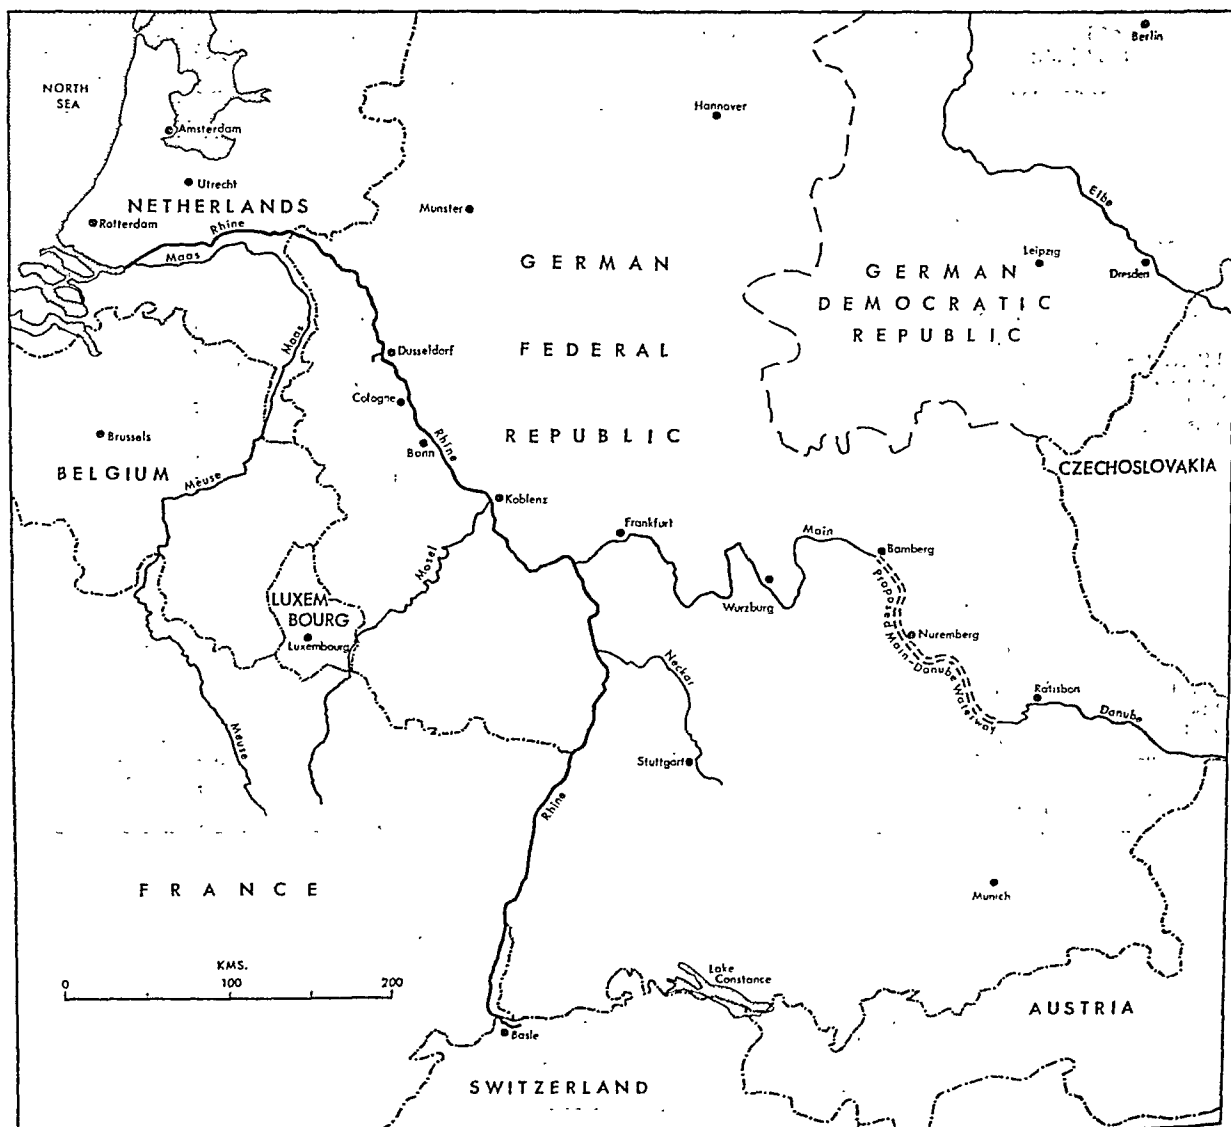 Berlin
NORTH
SEA
Hannover
Amsterdam
Utrecht
NETHERLANDS
Munster
Elbe
Rotterdam
Rhine
Maas
GERMAN
Leipzig
GERMAN
Dresden
DEMOCRATIC
REPUBLIC
Maas
Dusseldorf
FEDERAL
Cologne
Brussels
Bonn
Rhine
REPUBLIC
BELGIUM
Meuse
CZECHOSLOVAKIA
Koblenz
Frankfurt
Main
Bamberg
Mosel
Proposed Main-Danube Waterway
LUXEM-
BOURG
Wurzburg
Luxembourg
Nuremberg
Neckar
Ratisbon
Danube
Meuse
Stuttgart
Rhine
FRANCE
Munich
KMS.
0 100 200
Lake
Constance
AUSTRIA
Basle
SWITZERLAND